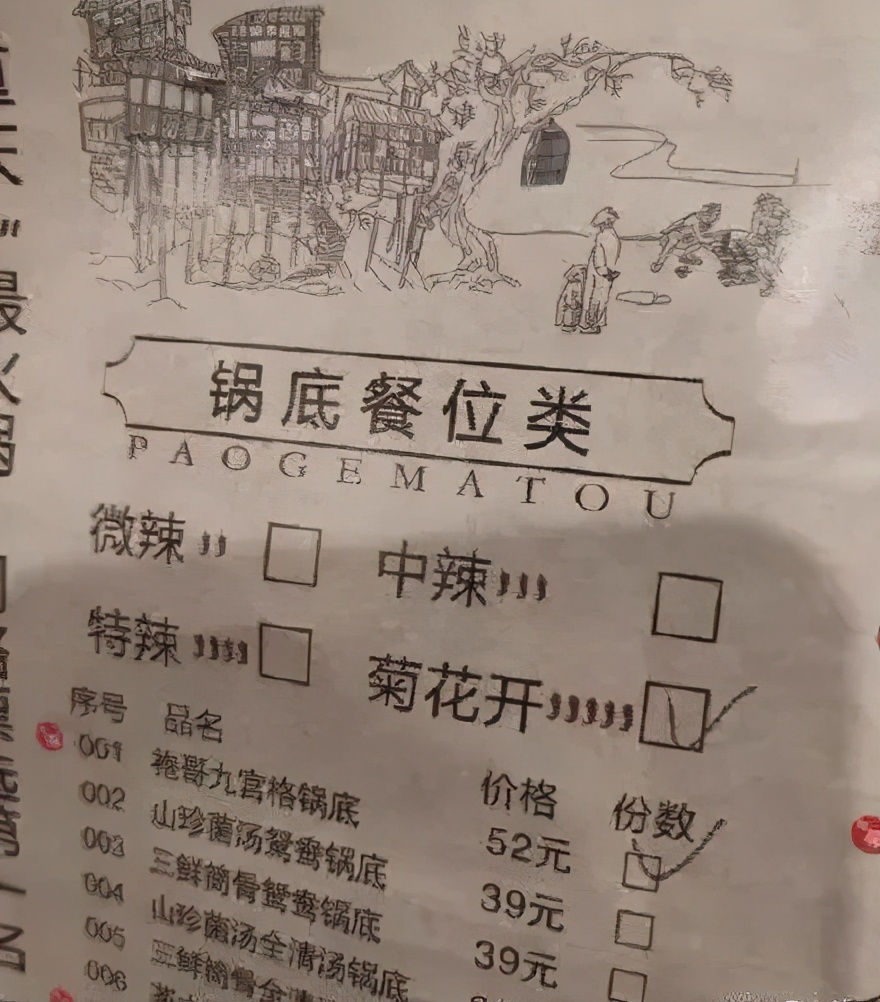 锅底餐位类
PAOGEMATOU
微辣 中辣
特辣 菊花开
序号 品名 价格 份数
001 袍哥九宫格锅底 52元
002 山珍菌汤鸳鸯锅底 39元
003 三鲜筒骨鸳鸯锅底 39元
004 山珍菌汤全清汤锅底
005 三鲜筒骨全清
006
最火锅